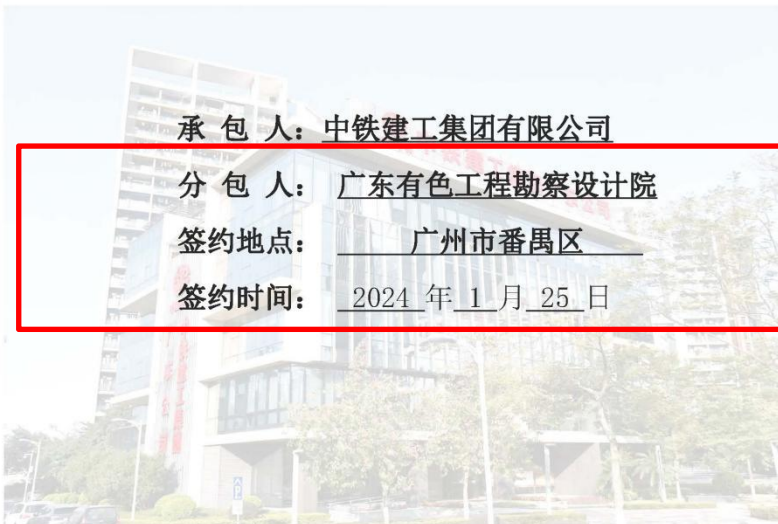 承 包 人：中铁建工集团有限公司
分 包 人：广东有色工程勘察设计院
签约地点：广州市番禺区
签约时间：2024 年 1 月 25 日